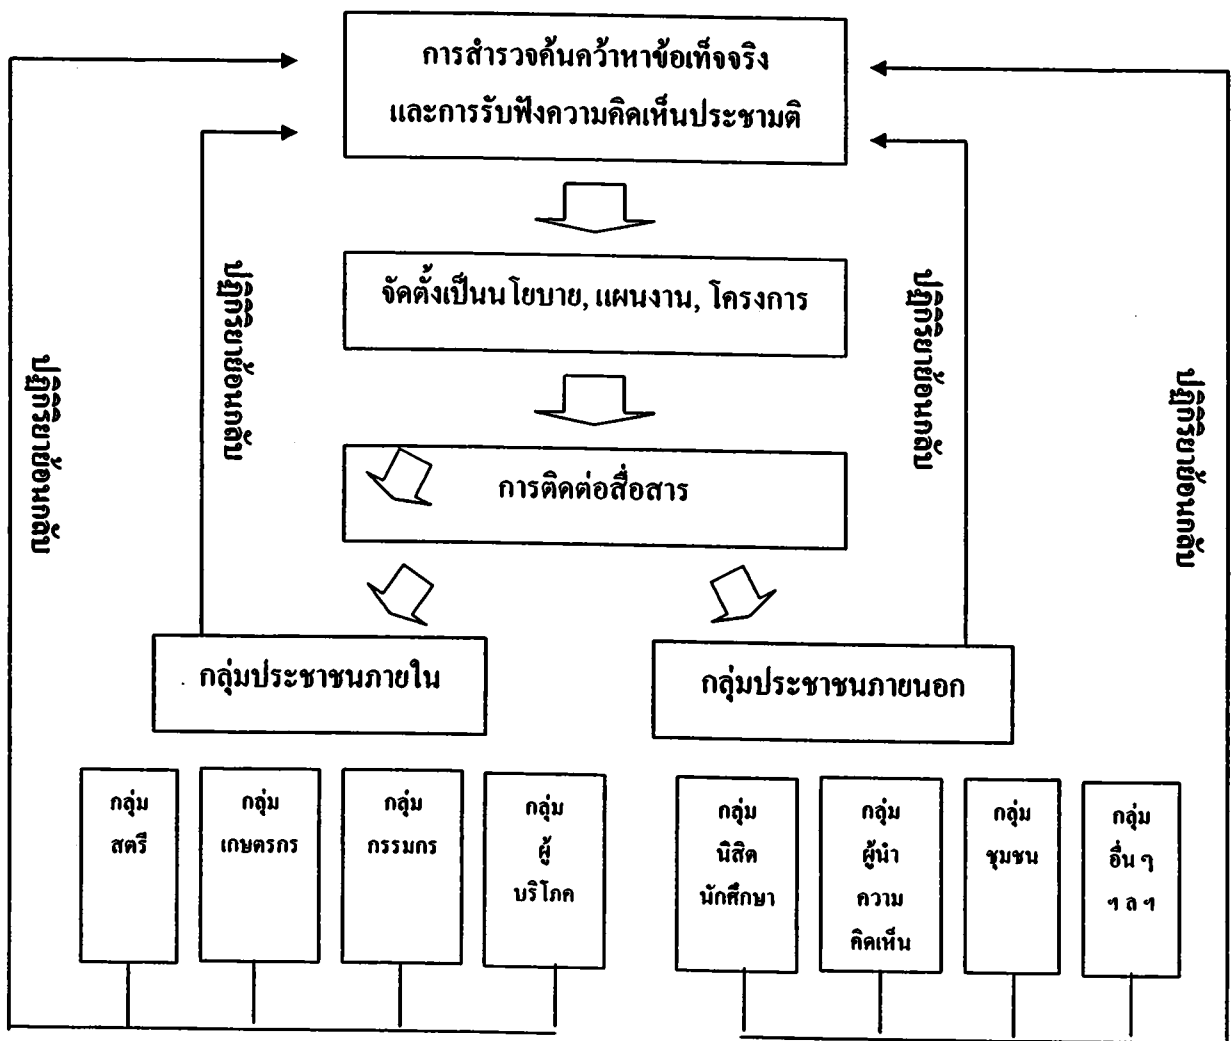 การสำรวจค้นคว้าหาข้อเท็จจริง
และการรับฟังความคิดเห็นประชามติ
จัดตั้งเป็นนโยบาย, แผนงาน, โครงการ
การติดต่อสื่อสาร
ปฏิกิริยาย้อนกลับ
ปฏิกิริยาย้อนกลับ
ปฏิกิริยาย้อนกลับ
ปฏิกิริยาย้อนกลับ
กลุ่มประชาชนภายใน
กลุ่มประชาชนภายนอก
กลุ่ม
สตรี
กลุ่ม
เกษตรกร
กลุ่ม
กรรมกร
กลุ่ม
ผู้
บริโภค
กลุ่ม
นิสิต
นักศึกษา
กลุ่ม
ผู้นำ
ความ
คิดเห็น
กลุ่ม
ชุมชน
กลุ่ม
อื่น ๆ
ฯ ล ฯ